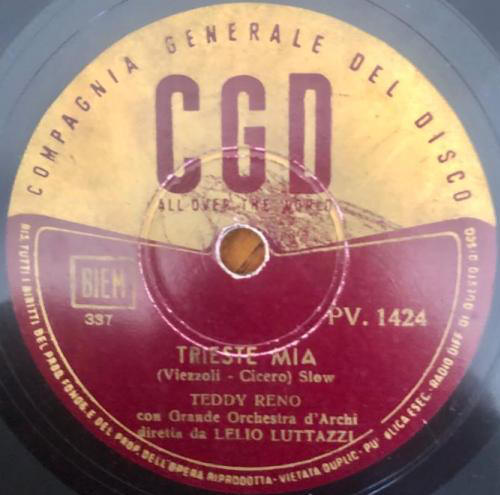 COMPAGNIA GENERALE DEL DISCO
CGD
ALL OVER THE WORLD
BIEM
337
PV. 1424
TRIESTE MIA
(Viezzoli - Cicero) Slow
TEDDY RENO
con Grande Orchestra d'Archi
diretta da LELIO LUTTAZZI
RIS. TUTTI I DIRITTI DEL PROD. FONOG. E DEL PROP. DELL'OPERA RIPRODOTTA - VIETATA DUPLIC. - PUBBLICA ESEC. - RADIO DIFF. DI QUESTO DISCO